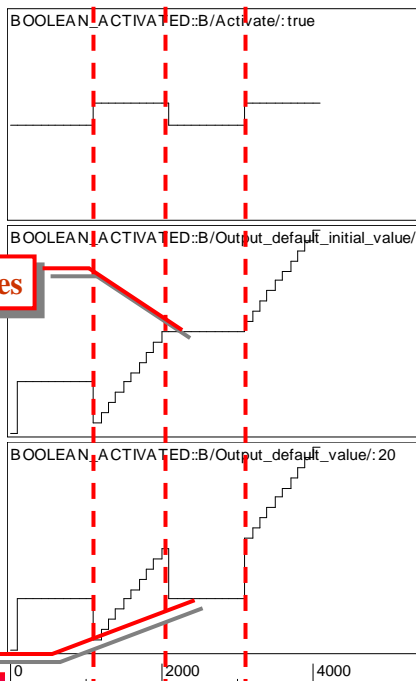 BOOLEAN_ACTIVATED::B/Activate/: true
BOOLEAN_ACTIVATED::B/Output_default_initial_value/
es
BOOLEAN_ACTIVATED::B/Output_default_value/: 20
0 2000 4000